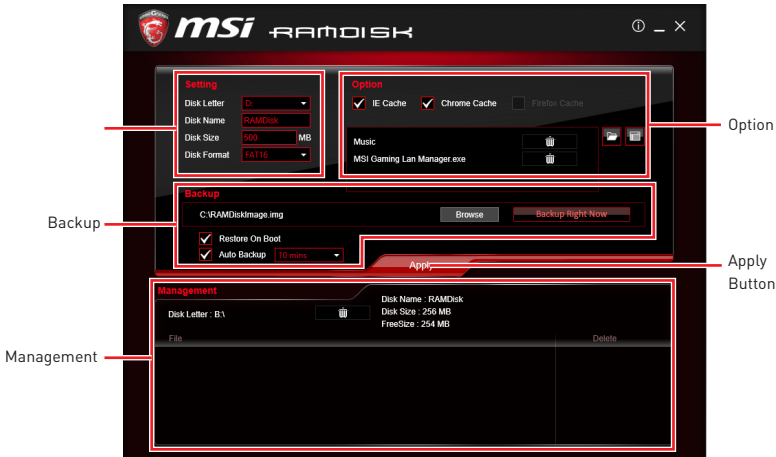 msi RAMDISK
Setting
Disk Letter D:
Disk Name RAMDisk
Disk Size 500 MB
Disk Format FAT16
Option
IE Cache Chrome Cache Firefox Cache
Music
MSI Gaming Lan Manager.exe
Option
Backup
Backup
C:\RAMDiskImage.img Browse Backup Right Now
Restore On Boot
Auto Backup 10 mins
Apply
Apply
Button
Management
Management
Disk Letter : B:\
Disk Name : RAMDisk
Disk Size : 256 MB
FreeSize : 254 MB
File Delete